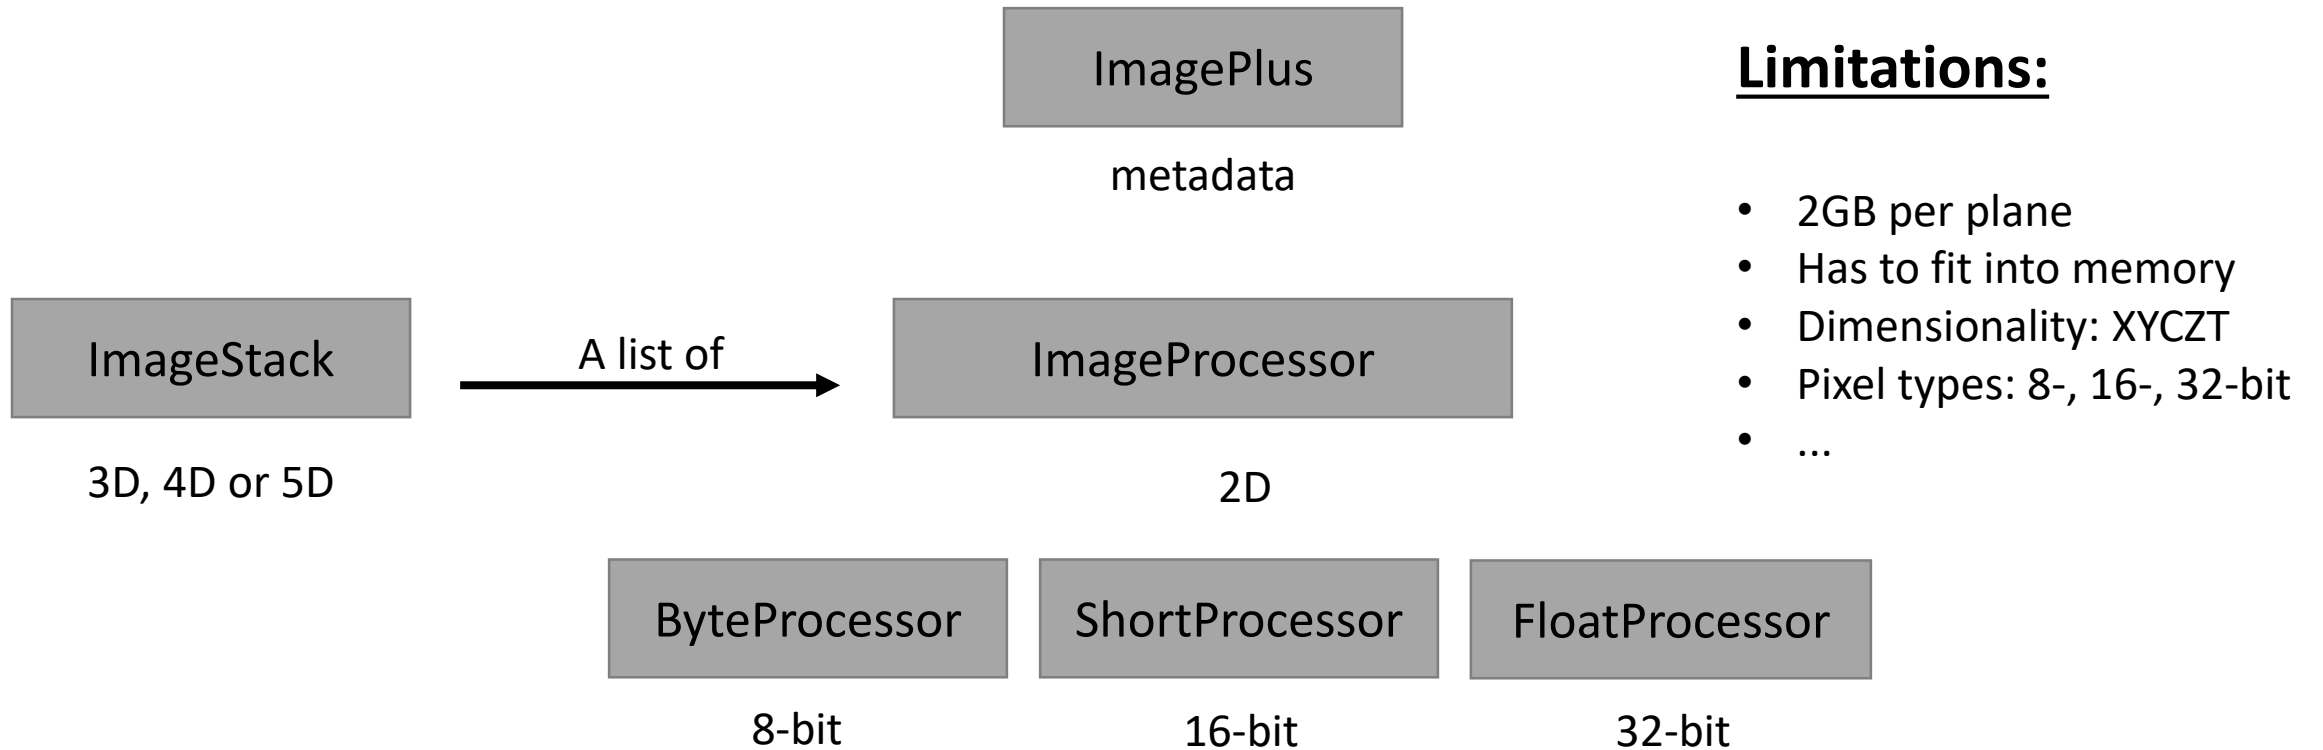 ImagePlus
metadata
ImageStack
A list of
ImageProcessor
3D, 4D or 5D
2D
ByteProcessor
ShortProcessor
FloatProcessor
8-bit
16-bit
32-bit
Limitations:
• 2GB per plane
• Has to fit into memory
• Dimensionality: XYCZT
• Pixel types: 8-, 16-, 32-bit
• ...